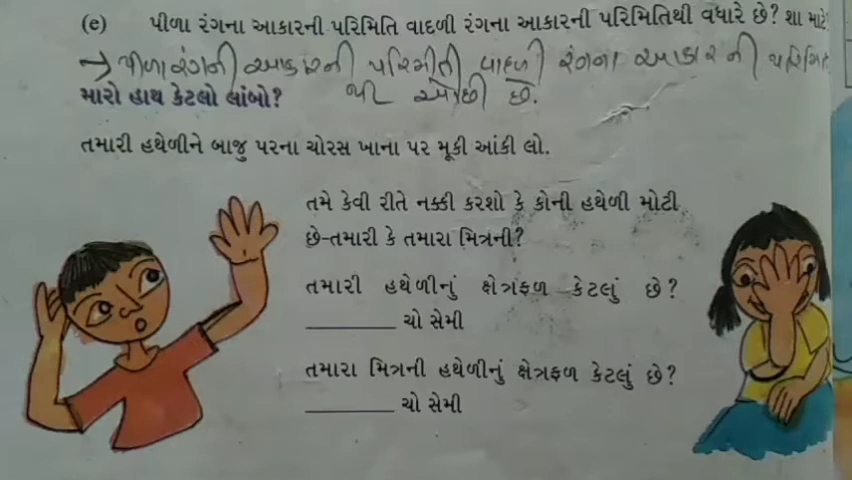 (e) પીળા રંગના આકારની પરિમિતિ વાદળી રંગના આકારની પરિમિતિથી વધારે છે? શા માટે
→ પીળા રંગની આકારની પરિમીતી વાદળી રંગના આકારની પરિમિત
થી ઓછી છે.
મારો હાથ કેટલો લાંબો?
તમારી હથેળીને બાજુ પરના ચોરસ ખાના પર મૂકી આંકી લો.
તમે કેવી રીતે નક્કી કરશો કે કોની હથેળી મોટી
છે-તમારી કે તમારા મિત્રની?
તમારી હથેળીનું ક્ષેત્રફળ કેટલું છે?
________ ચો સેમી
તમારા મિત્રની હથેળીનું ક્ષેત્રફળ કેટલું છે?
________ ચો સેમી